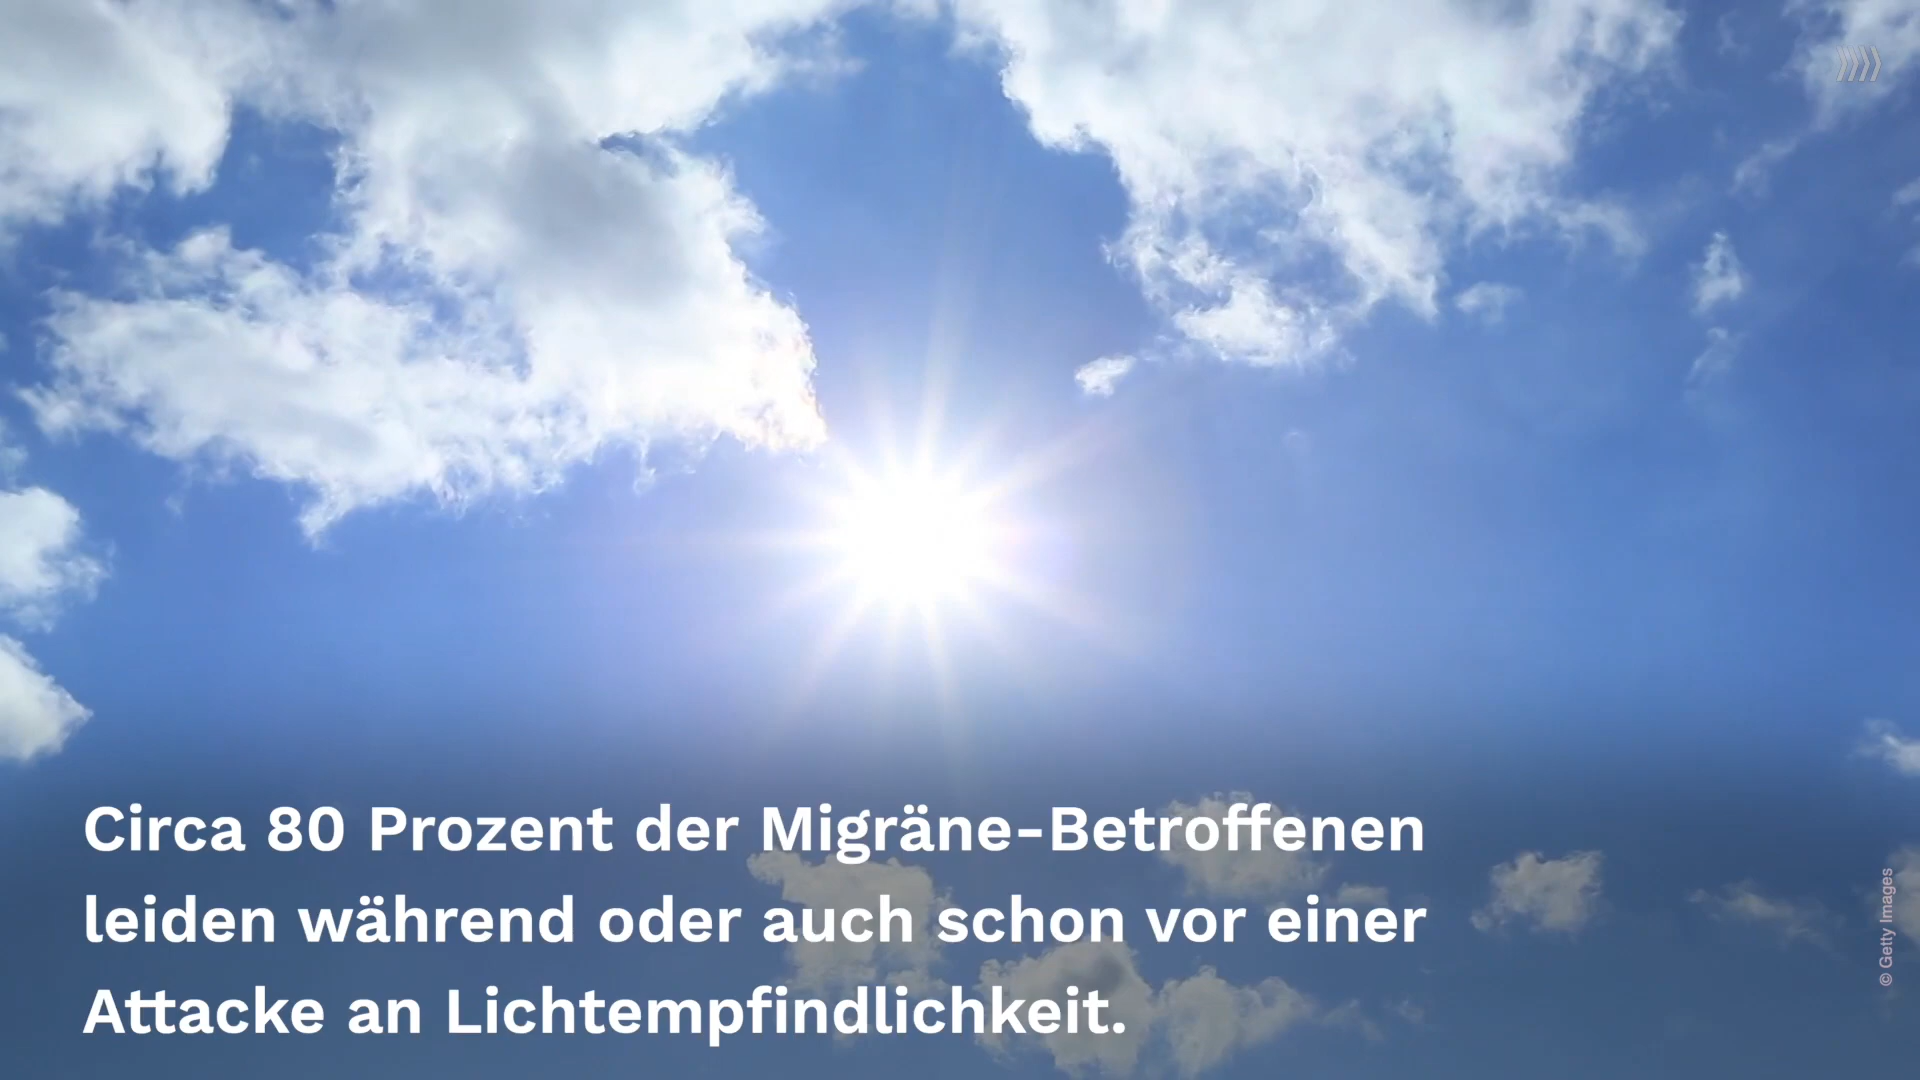 Circa 80 Prozent der Migräne-Betroffenen
leiden während oder auch schon vor einer
Attacke an Lichtempfindlichkeit.
© Getty Images